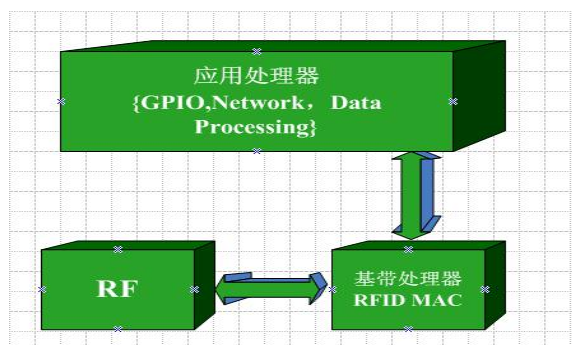 应用处理器
{GPIO,Network，Data
Processing}
RF
基带处理器
RFID MAC